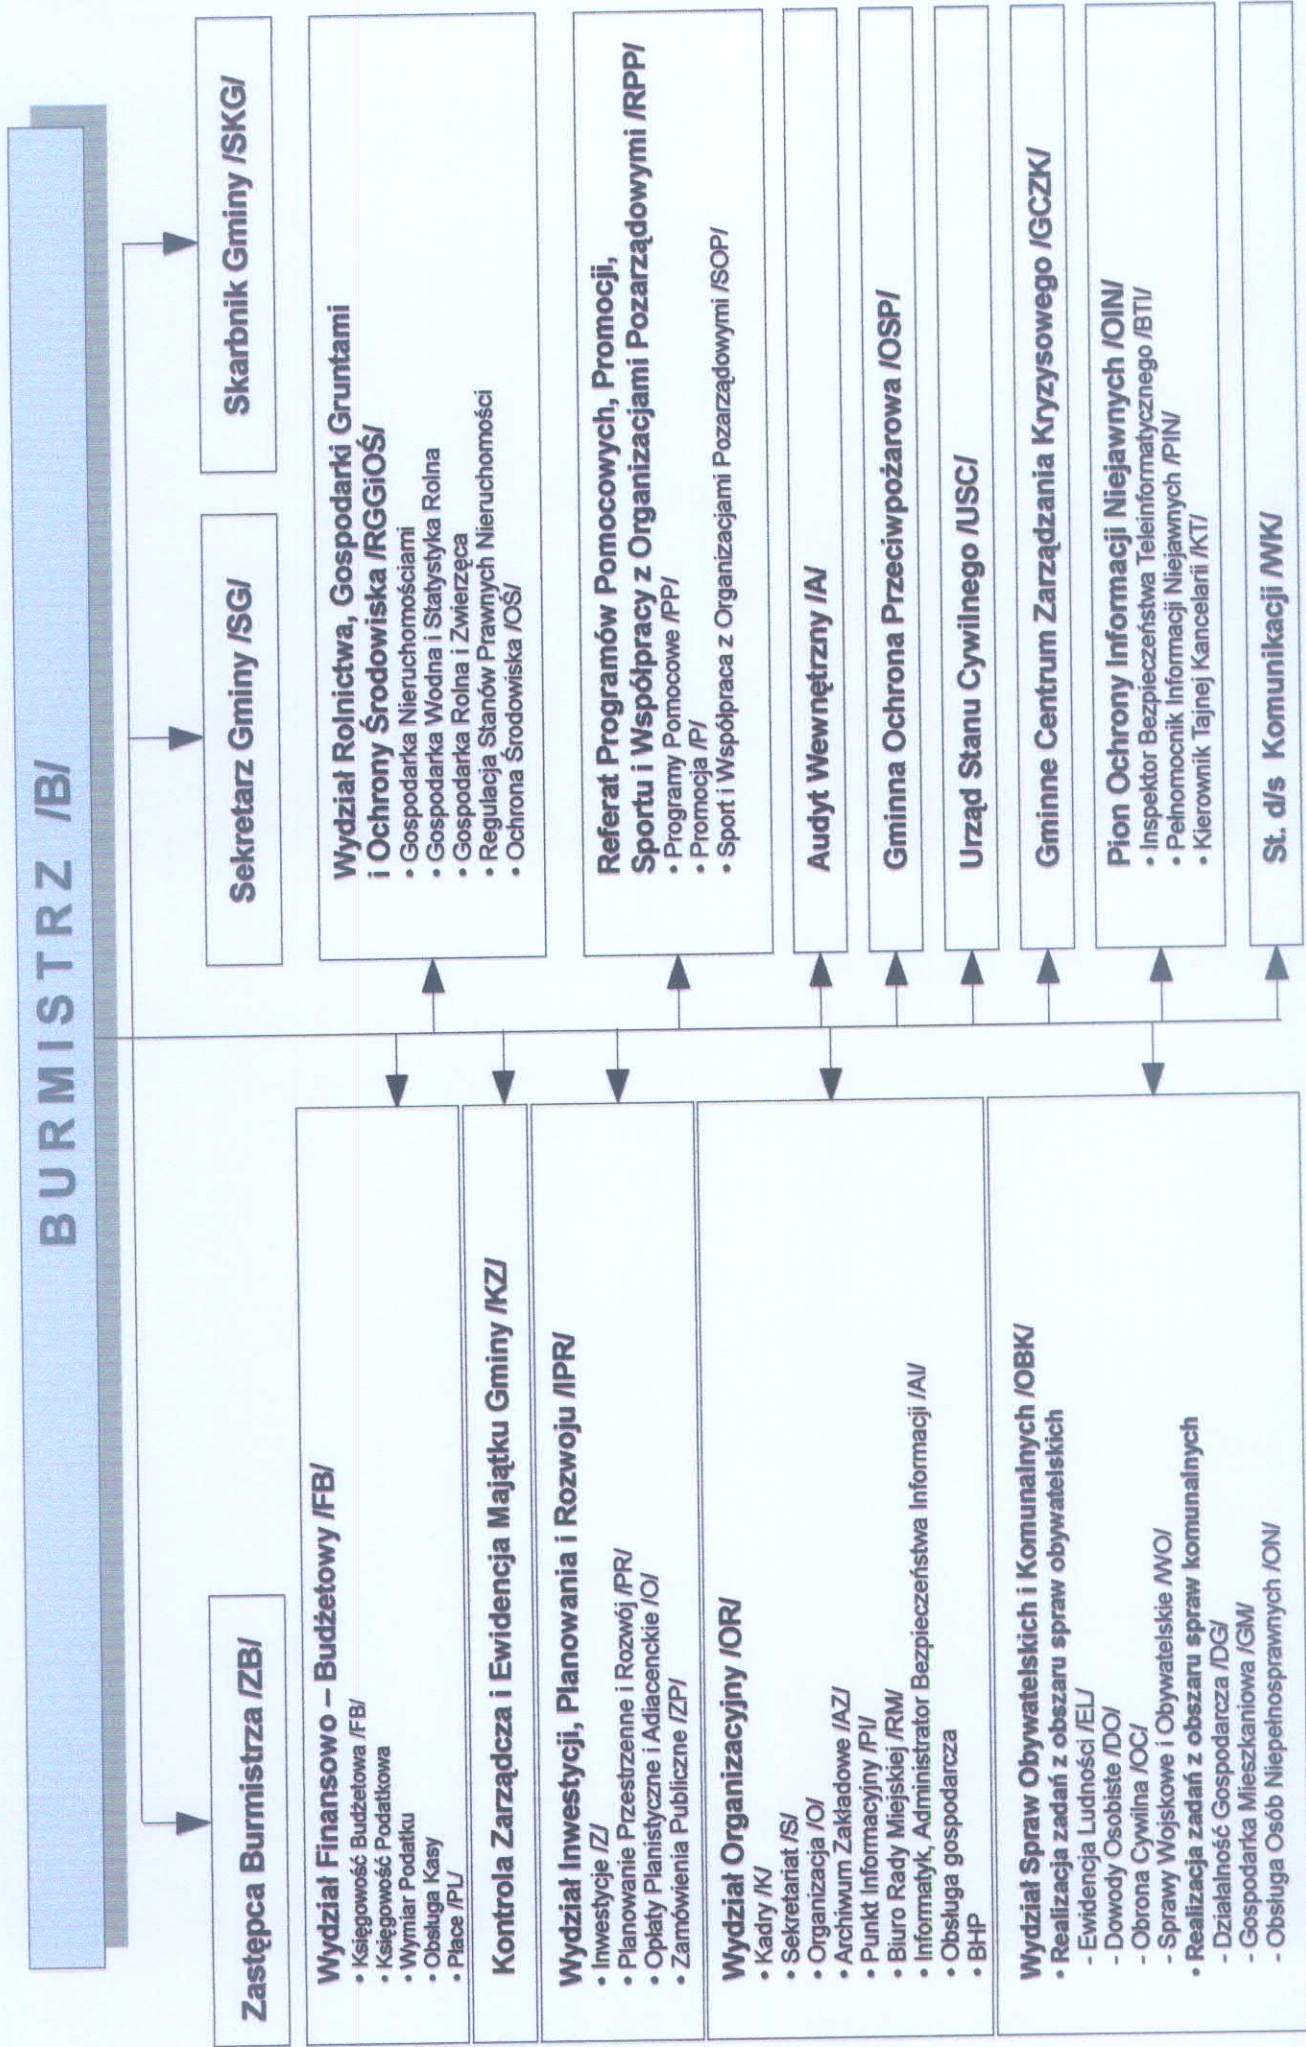 BURMISTRZ /B/
Zastępca Burmistrza /ZB/
Sekretarz Gminy /SG/
Skarbnik Gminy /SKG/
Wydział Finansowo – Budżetowy /FB/
• Księgowość Budżetowa /FB/
• Księgowość Podatkowa
• Wymiar Podatku
• Obsługa Kasy
• Płace /PL/
Kontrola Zarządcza i Ewidencja Majątku Gminy /KZ/
Wydział Inwestycji, Planowania i Rozwoju /IPR/
• Inwestycje /Z/
• Planowanie Przestrzenne i Rozwój /PR/
• Opłaty Planistyczne i Adiacenckie /O/
• Zamówienia Publiczne /ZP/
Wydział Organizacyjny /OR/
• Kadry /K/
• Sekretariat /S/
• Organizacja /O/
• Archiwum Zakładowe /AZ/
• Punkt Informacyjny /PI/
• Biuro Rady Miejskiej /RM/
• Informatyk, Administrator Bezpieczeństwa Informacji /AI/
• Obsługa gospodarcza
• BHP
Wydział Spraw Obywatelskich i Komunalnych /OBK/
• Realizacja zadań z obszaru spraw obywatelskich
- Ewidencja Ludności /EL/
- Dowody Osobiste /DO/
- Obrona Cywilna /OC/
- Sprawy Wojskowe i Obywatelskie /WO/
• Realizacja zadań z obszaru spraw komunalnych
- Działalność Gospodarcza /DG/
- Gospodarka Mieszkaniowa /GM/
- Obsługa Osób Niepełnosprawnych /ON/
Wydział Rolnictwa, Gospodarki Gruntami
i Ochrony Środowiska /RGGiOŚ/
• Gospodarka Nieruchomościami
• Gospodarka Wodna i Statystyka Rolna
• Gospodarka Rolna i Zwierzęca
• Regulacja Stanów Prawnych Nieruchomości
• Ochrona Środowiska /OŚ/
Referat Programów Pomocowych, Promocji,
Sportu i Współpracy z Organizacjami Pozarządowymi /RPP/
• Programy Pomocowe /PP/
• Promocja /P/
• Sport i Współpraca z Organizacjami Pozarządowymi /SOP/
Audyt Wewnętrzny /A/
Gminna Ochrona Przeciwpożarowa /OSP/
Urząd Stanu Cywilnego /USC/
Gminne Centrum Zarządzania Kryzysowego /GCZK/
Pion Ochrony Informacji Niejawnych /OIN/
• Inspektor Bezpieczeństwa Teleinformatycznego /BTI/
• Pełnomocnik Informacji Niejawnych /PIN/
• Kierownik Tajnej Kancelarii /KT/
St. d/s Komunikacji /WK/